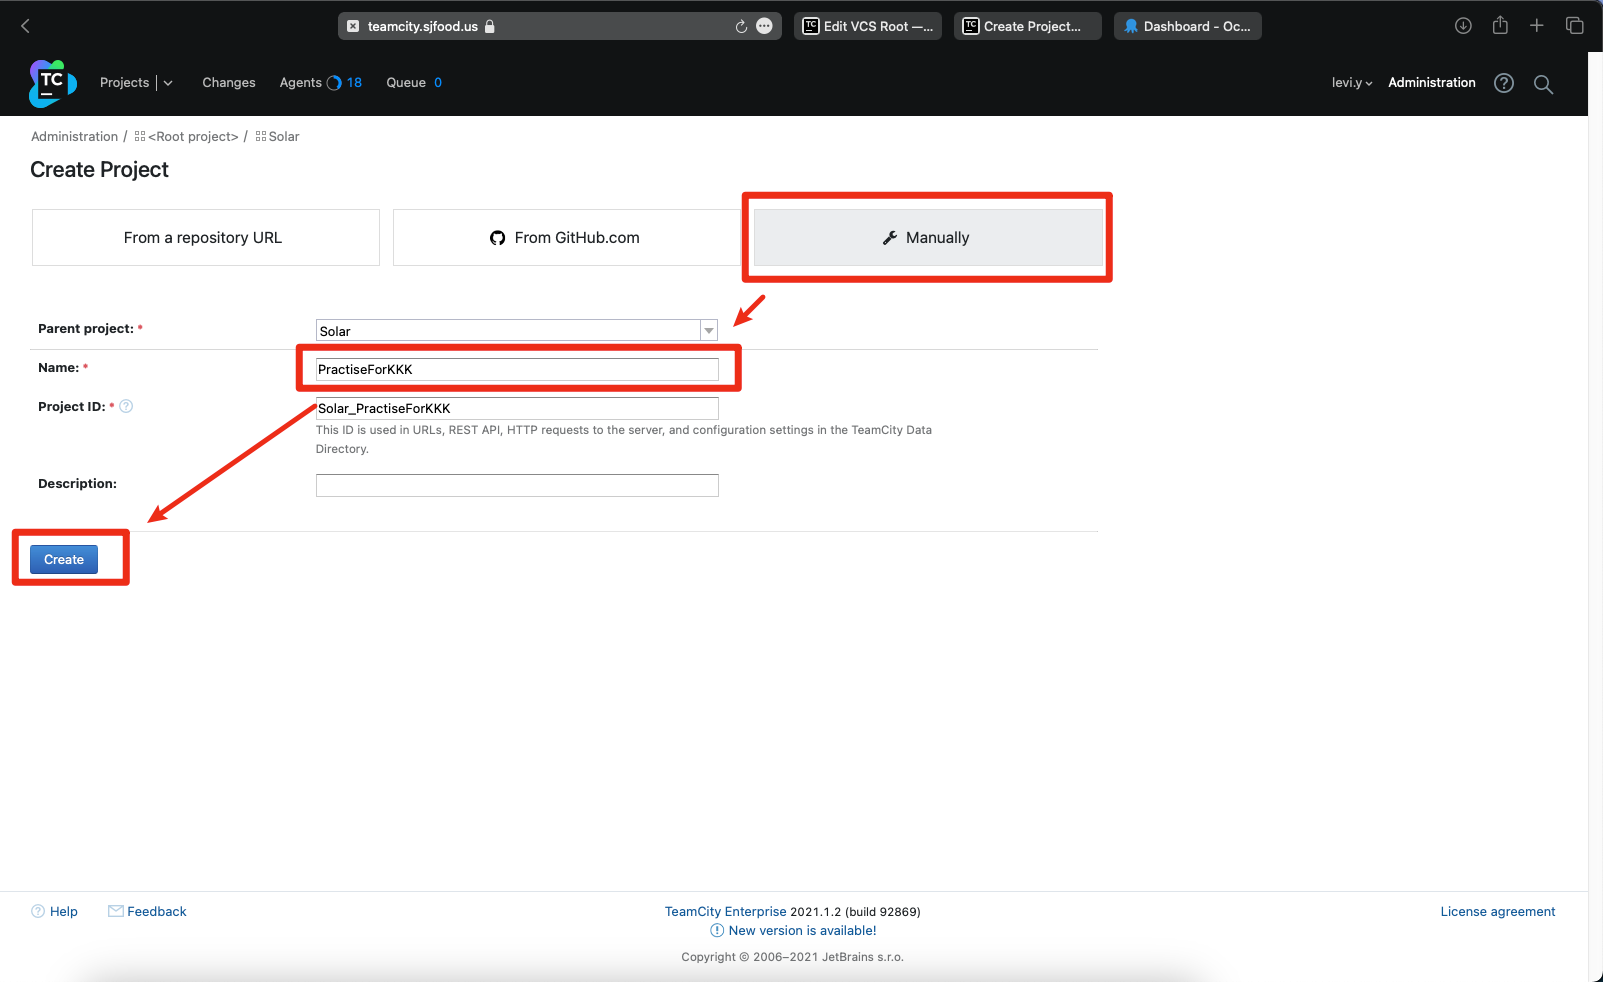 teamcity.sjfood.us
TC Edit VCS Root —...
TC Create Project...
Dashboard - Oc...
TC Projects Changes Agents 18 Queue 0 levi.y Administration ?
Administration / <Root project> / Solar
Create Project
From a repository URL From GitHub.com Manually
Parent project: * Solar
Name: * PractiseForKKK
Project ID: * ? Solar_PractiseForKKK
This ID is used in URLs, REST API, HTTP requests to the server, and configuration settings in the TeamCity Data
Directory.
Description:
Create
? Help Feedback TeamCity Enterprise 2021.1.2 (build 92869) License agreement
New version is available!
Copyright © 2006–2021 JetBrains s.r.o.